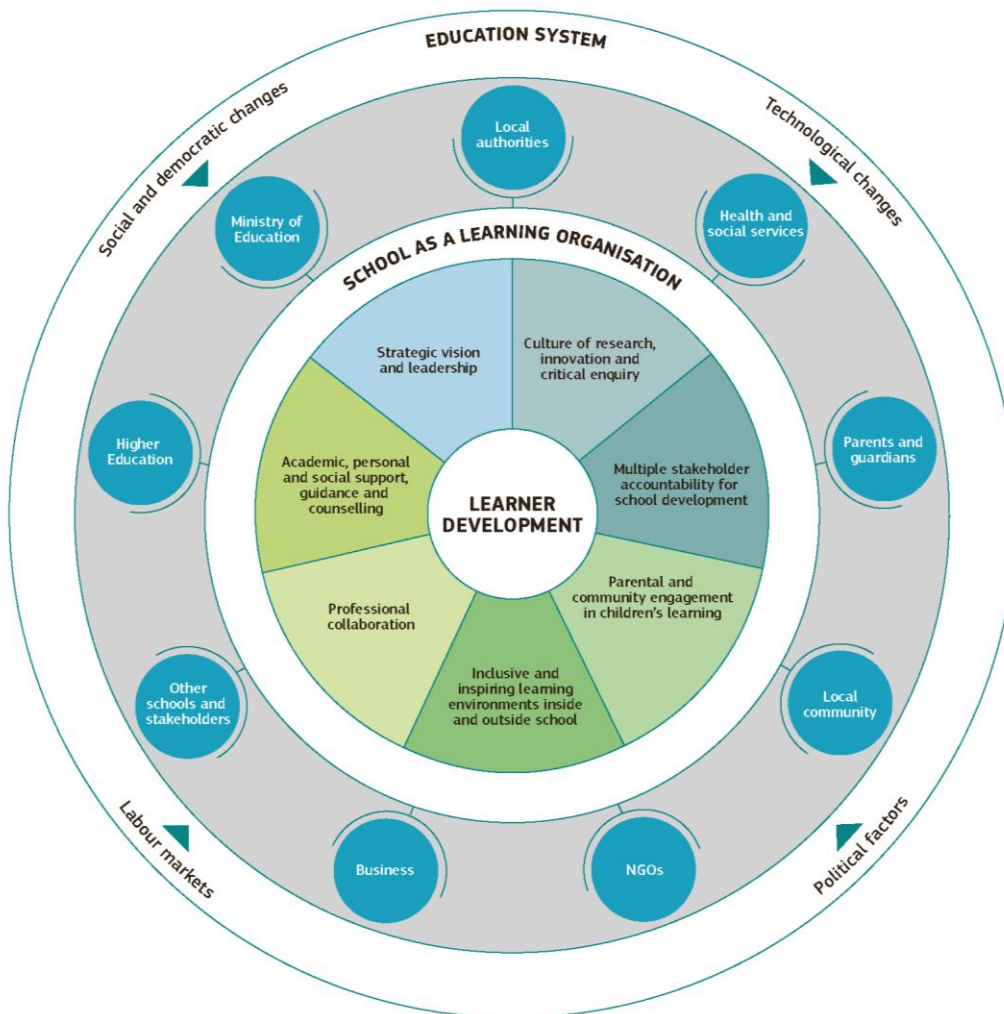 EDUCATION SYSTEM
Social and democratic changes
Technological changes
Local
authorities
Ministry of
Education
Health and
social services
SCHOOL AS A LEARNING ORGANISATION
Strategic vision
and leadership
Culture of research,
innovation and
critical enquiry
Higher
Education
Academic, personal
and social support,
guidance and
counselling
LEARNER
DEVELOPMENT
Multiple stakeholder
accountability for
school development
Parents and
guardians
Professional
collaboration
Parental and
community engagement
in children's learning
Inclusive and
inspiring learning
environments inside
and outside school
Other
schools and
stakeholders
Local
community
Business
NGOs
Labour markets
Political factors